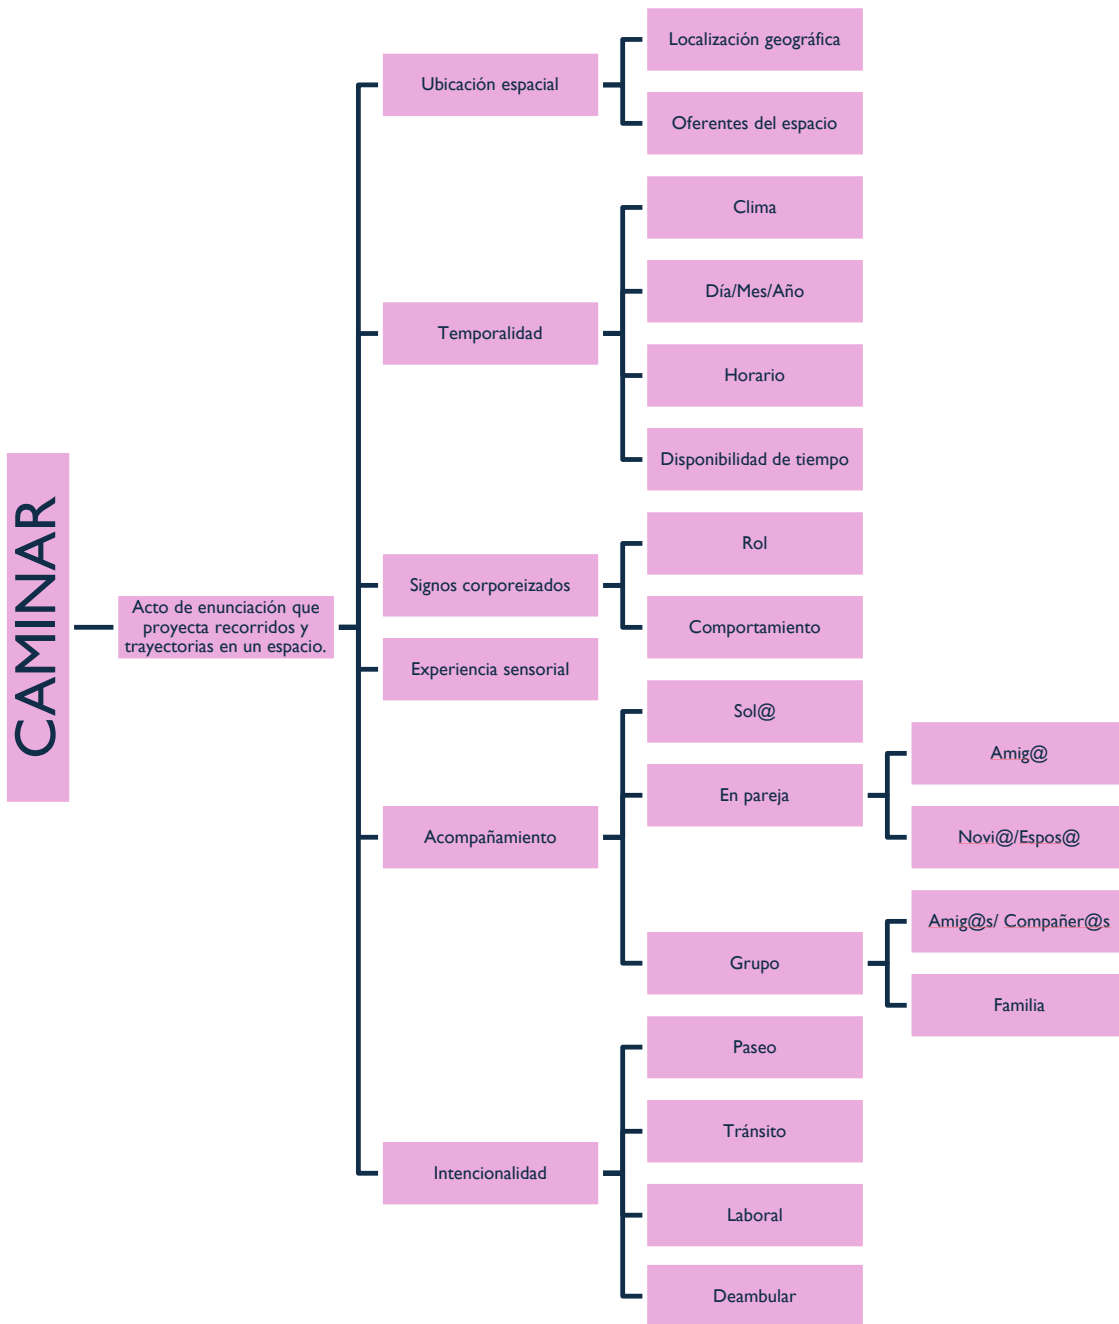 CAMINAR
Acto de enunciación que
proyecta recorridos y
trayectorias en un espacio.
Ubicación espacial
Localización geográfica
Oferentes del espacio
Temporalidad
Clima
Día/Mes/Año
Horario
Disponibilidad de tiempo
Signos corporeizados
Rol
Comportamiento
Experiencia sensorial
Acompañamiento
Sol@
En pareja
Amig@
Novi@/Espos@
Grupo
Amig@s/ Compañer@s
Familia
Intencionalidad
Paseo
Tránsito
Laboral
Deambular